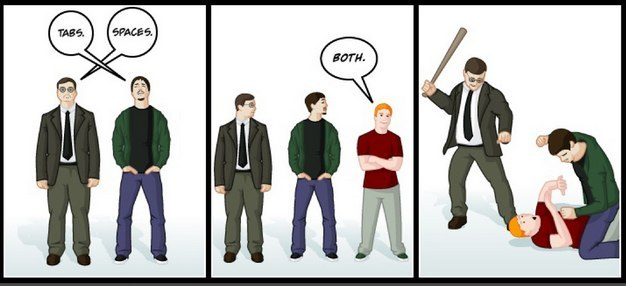 TABS.
SPACES.
BOTH.